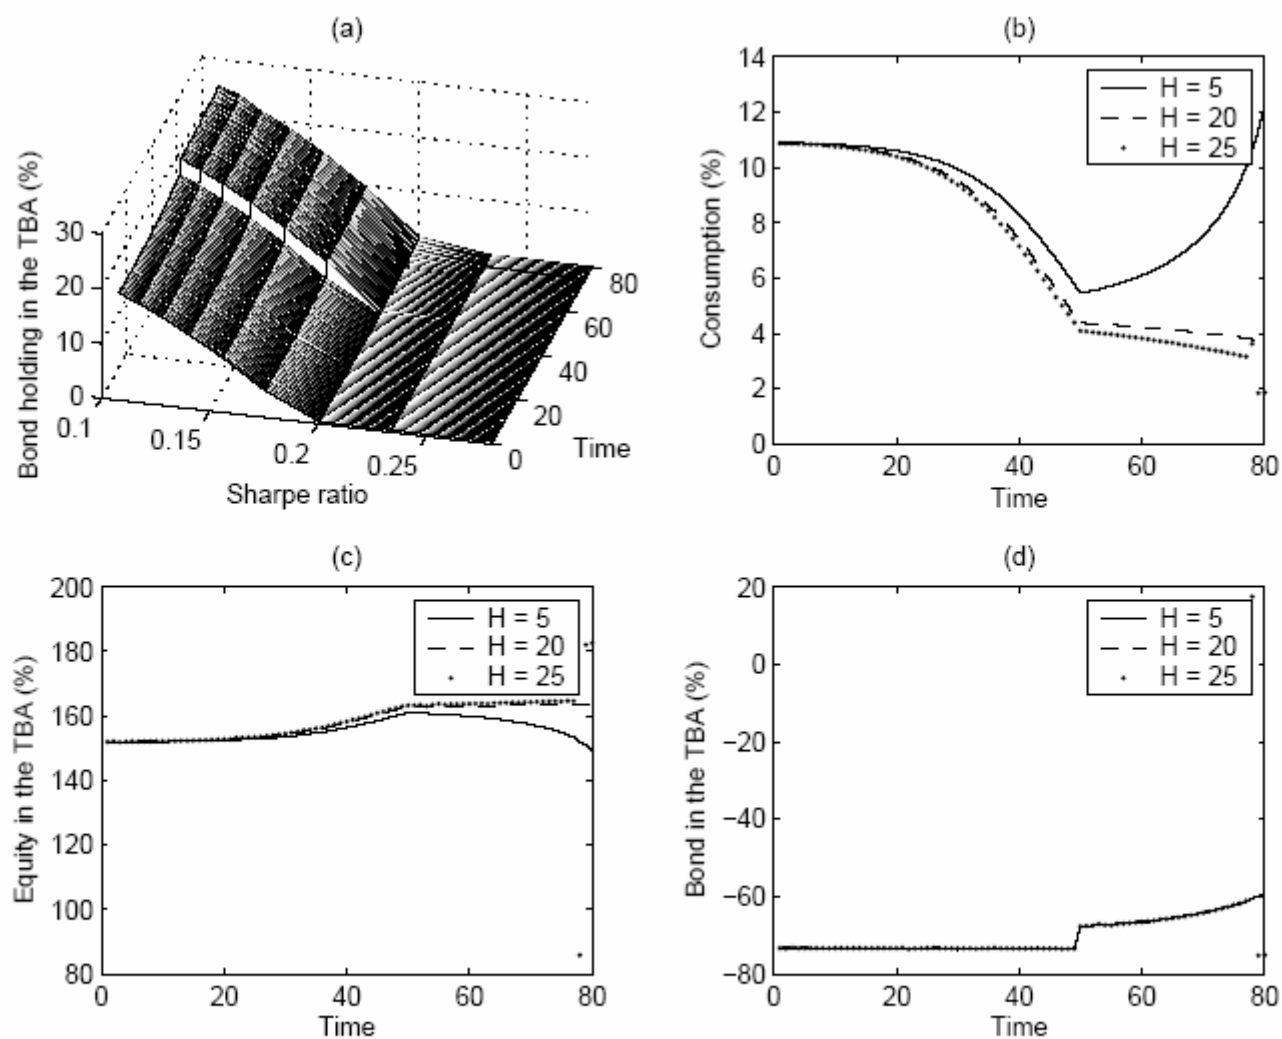 (a)
Bond holding in the TBA (%)
30
20
10
0
0.1
0.15
0.2
0.25
Sharpe ratio
0
20
40
60
80
Time
(b)
Consumption (%)
14
12
10
8
6
4
2
0
0
20
40
60
80
Time
H = 5
H = 20
H = 25
(c)
Equity in the TBA (%)
200
180
160
140
120
100
80
0
20
40
60
80
Time
H = 5
H = 20
H = 25
(d)
Bond in the TBA (%)
20
0
−20
−40
−60
−80
0
20
40
60
80
Time
H = 5
H = 20
H = 25